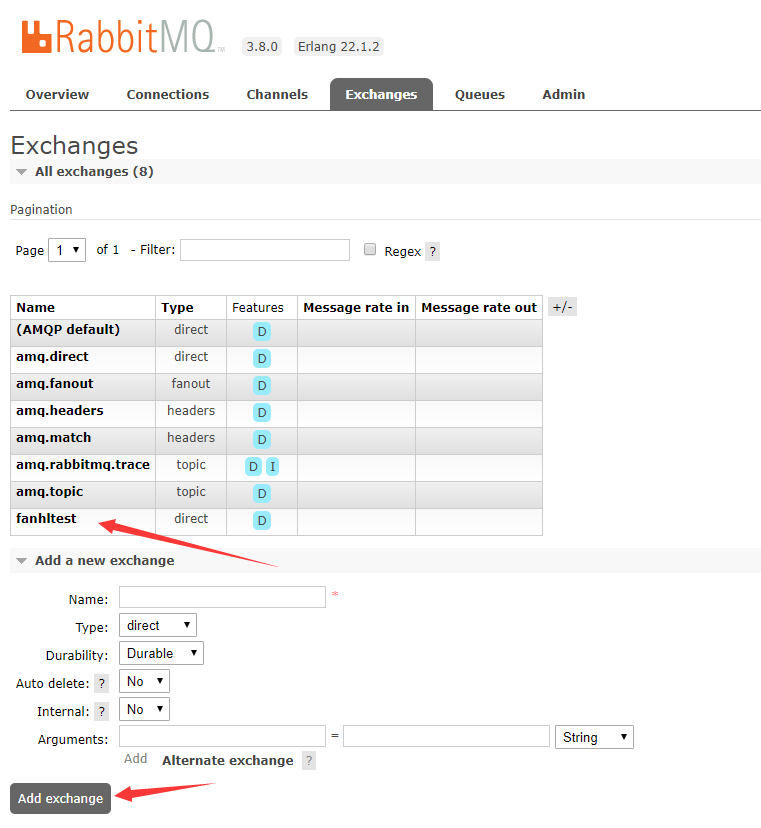 RabbitMQ TM 3.8.0 Erlang 22.1.2
Overview Connections Channels Exchanges Queues Admin
Exchanges
All exchanges (8)
Pagination
Page 1 of 1 - Filter: Regex ?
Name Type Features Message rate in Message rate out +/-
(AMQP default) direct D
amq.direct direct D
amq.fanout fanout D
amq.headers headers D
amq.match headers D
amq.rabbitmq.trace topic D I
amq.topic topic D
fanhltest direct D
Add a new exchange
Name: *
Type: direct
Durability: Durable
Auto delete: ? No
Internal: ? No
Arguments: = String
Add Alternate exchange ?
Add exchange